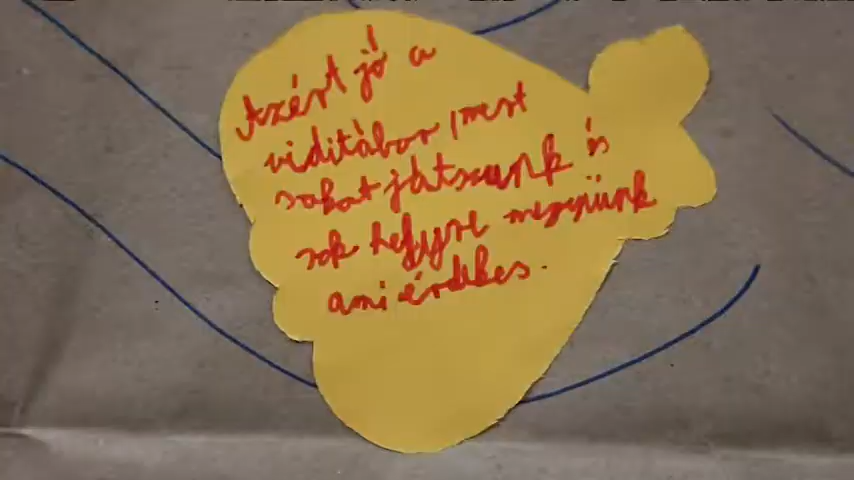 Azért jó a
viditábor, mert
sokat játszunk és
sok helyre megyünk
ami érdekes.